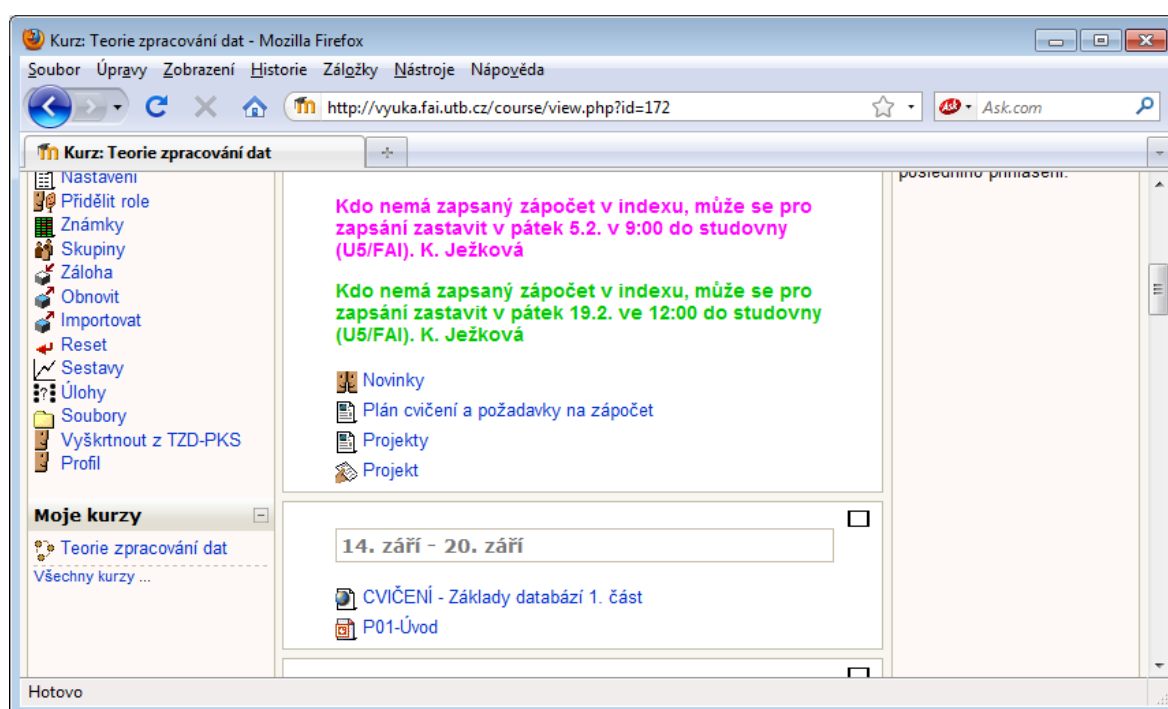 Kurz: Teorie zpracování dat - Mozilla Firefox
Soubor Úpravy Zobrazení Historie Záložky Nástroje Nápověda
http://vyuka.fai.utb.cz/course/view.php?id=172
Ask Ask.com
Kurz: Teorie zpracování dat
Nastavení
Přidělit role
Známky
Skupiny
Záloha
Obnovit
Importovat
Reset
Sestavy
Úlohy
Soubory
Vyškrtnout z TZD-PKS
Profil
Moje kurzy
Teorie zpracování dat
Všechny kurzy ...
Kdo nemá zapsaný zápočet v indexu, může se pro
zapsání zastavit v pátek 5.2. v 9:00 do studovny
(U5/FAI). K. Ježková
Kdo nemá zapsaný zápočet v indexu, může se pro
zapsání zastavit v pátek 19.2. ve 12:00 do studovny
(U5/FAI). K. Ježková
Novinky
Plán cvičení a požadavky na zápočet
Projekty
Projekt
14. září - 20. září
CVIČENÍ - Základy databází 1. část
P01-Úvod
posledního přihlášení.
Hotovo